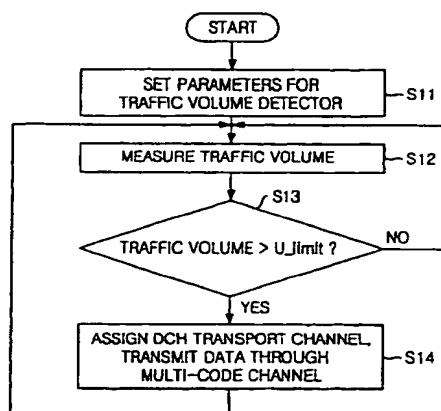 START
SET PARAMETERS FOR
TRAFFIC VOLUME DETECTOR
S11
MEASURE TRAFFIC VOLUME
S12
S13
TRAFFIC VOLUME > U_limit ?
NO
YES
ASSIGN DCH TRANSPORT CHANNEL,
TRANSMIT DATA THROUGH
MULTI-CODE CHANNEL
S14